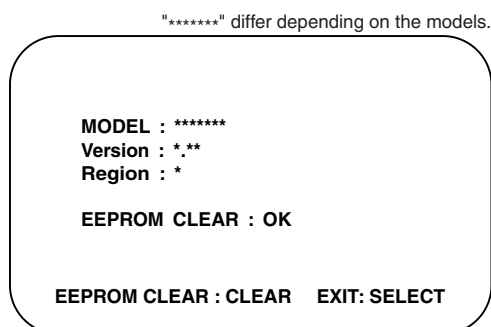 "*******" differ depending on the models.
MODEL : *******
Version : *.**
Region : *
EEPROM CLEAR : OK
EEPROM CLEAR : CLEAR EXIT: SELECT